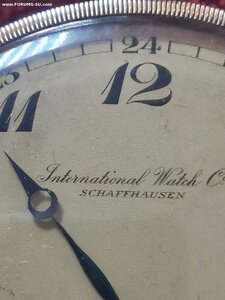 www.FORUMS-SU.com
24
12
11
International Watch Co
SCHAFFHAUSEN